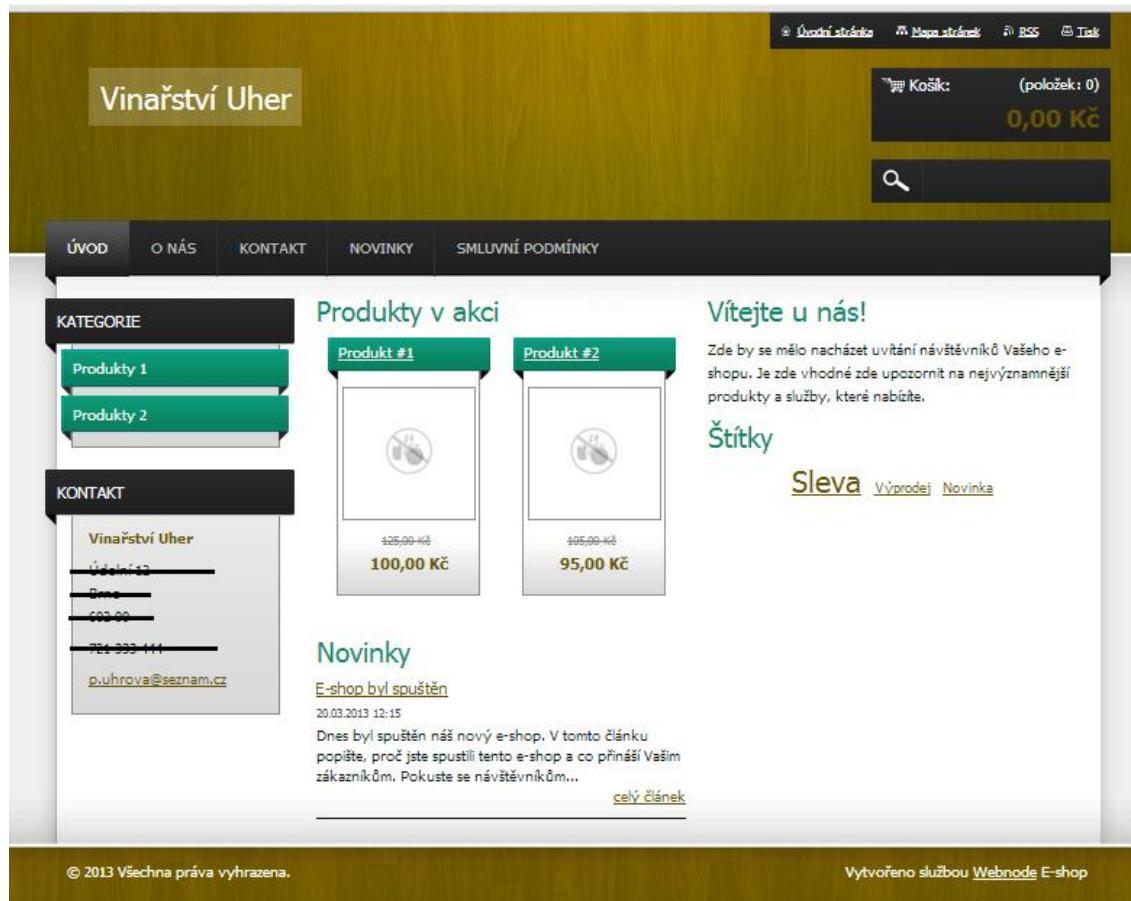 Úvodní stránka Mapa stránek RSS Tisk
Vinařství Uher
Košík: (položek: 0)
0,00 Kč
ÚVOD O NÁS KONTAKT NOVINKY SMLUVNÍ PODMÍNKY
KATEGORIE
Produkty 1
Produkty 2
KONTAKT
Vinařství Uher
p.uhrova@seznam.cz
Produkty v akci
Produkt #1
125,00 Kč
100,00 Kč
Produkt #2
105,00 Kč
95,00 Kč
Novinky
E-shop byl spuštěn
20.03.2013 12:15
Dnes byl spuštěn náš nový e-shop. V tomto článku
popište, proč jste spustili tento e-shop a co přináší Vašim
zákazníkům. Pokuste se návštěvníkům...
celý článek
Vítejte u nás!
Zde by se mělo nacházet uvítání návštěvníků Vašeho e-
shopu. Je zde vhodné zde upozornit na nejvýznamnější
produkty a služby, které nabízíte.
Štítky
Sleva Výprodej Novinka
© 2013 Všechna práva vyhrazena.
Vytvořeno službou Webnode E-shop